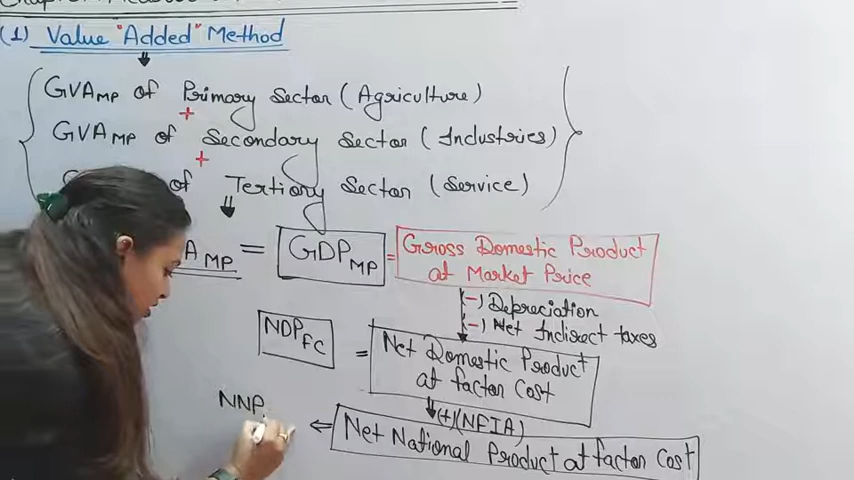 (1) Value "Added" Method
GVAMP of Primary Sector (Agriculture)
+
GVAMP of Secondary Sector (Industries)
+
of Tertiary Sector (Service)
A MP = GDPMP = Gross Domestic Product
at Market Price
(-) Depreciation
(-) Net Indirect taxes
NDPFC = Net Domestic Product
at factor Cost
(+)(NFIA)
NNP ⇐ Net National Product at factor Cost